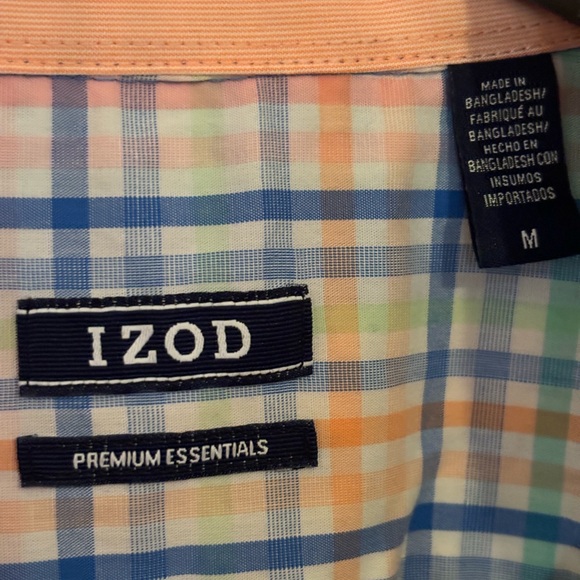 MADE IN
BANGLADESH/
FABRIQUÉ AU
BANGLADESH/
HECHO EN
BANGLADESH CON
INSUMOS
IMPORTADOS
M
IZOD
PREMIUM ESSENTIALS